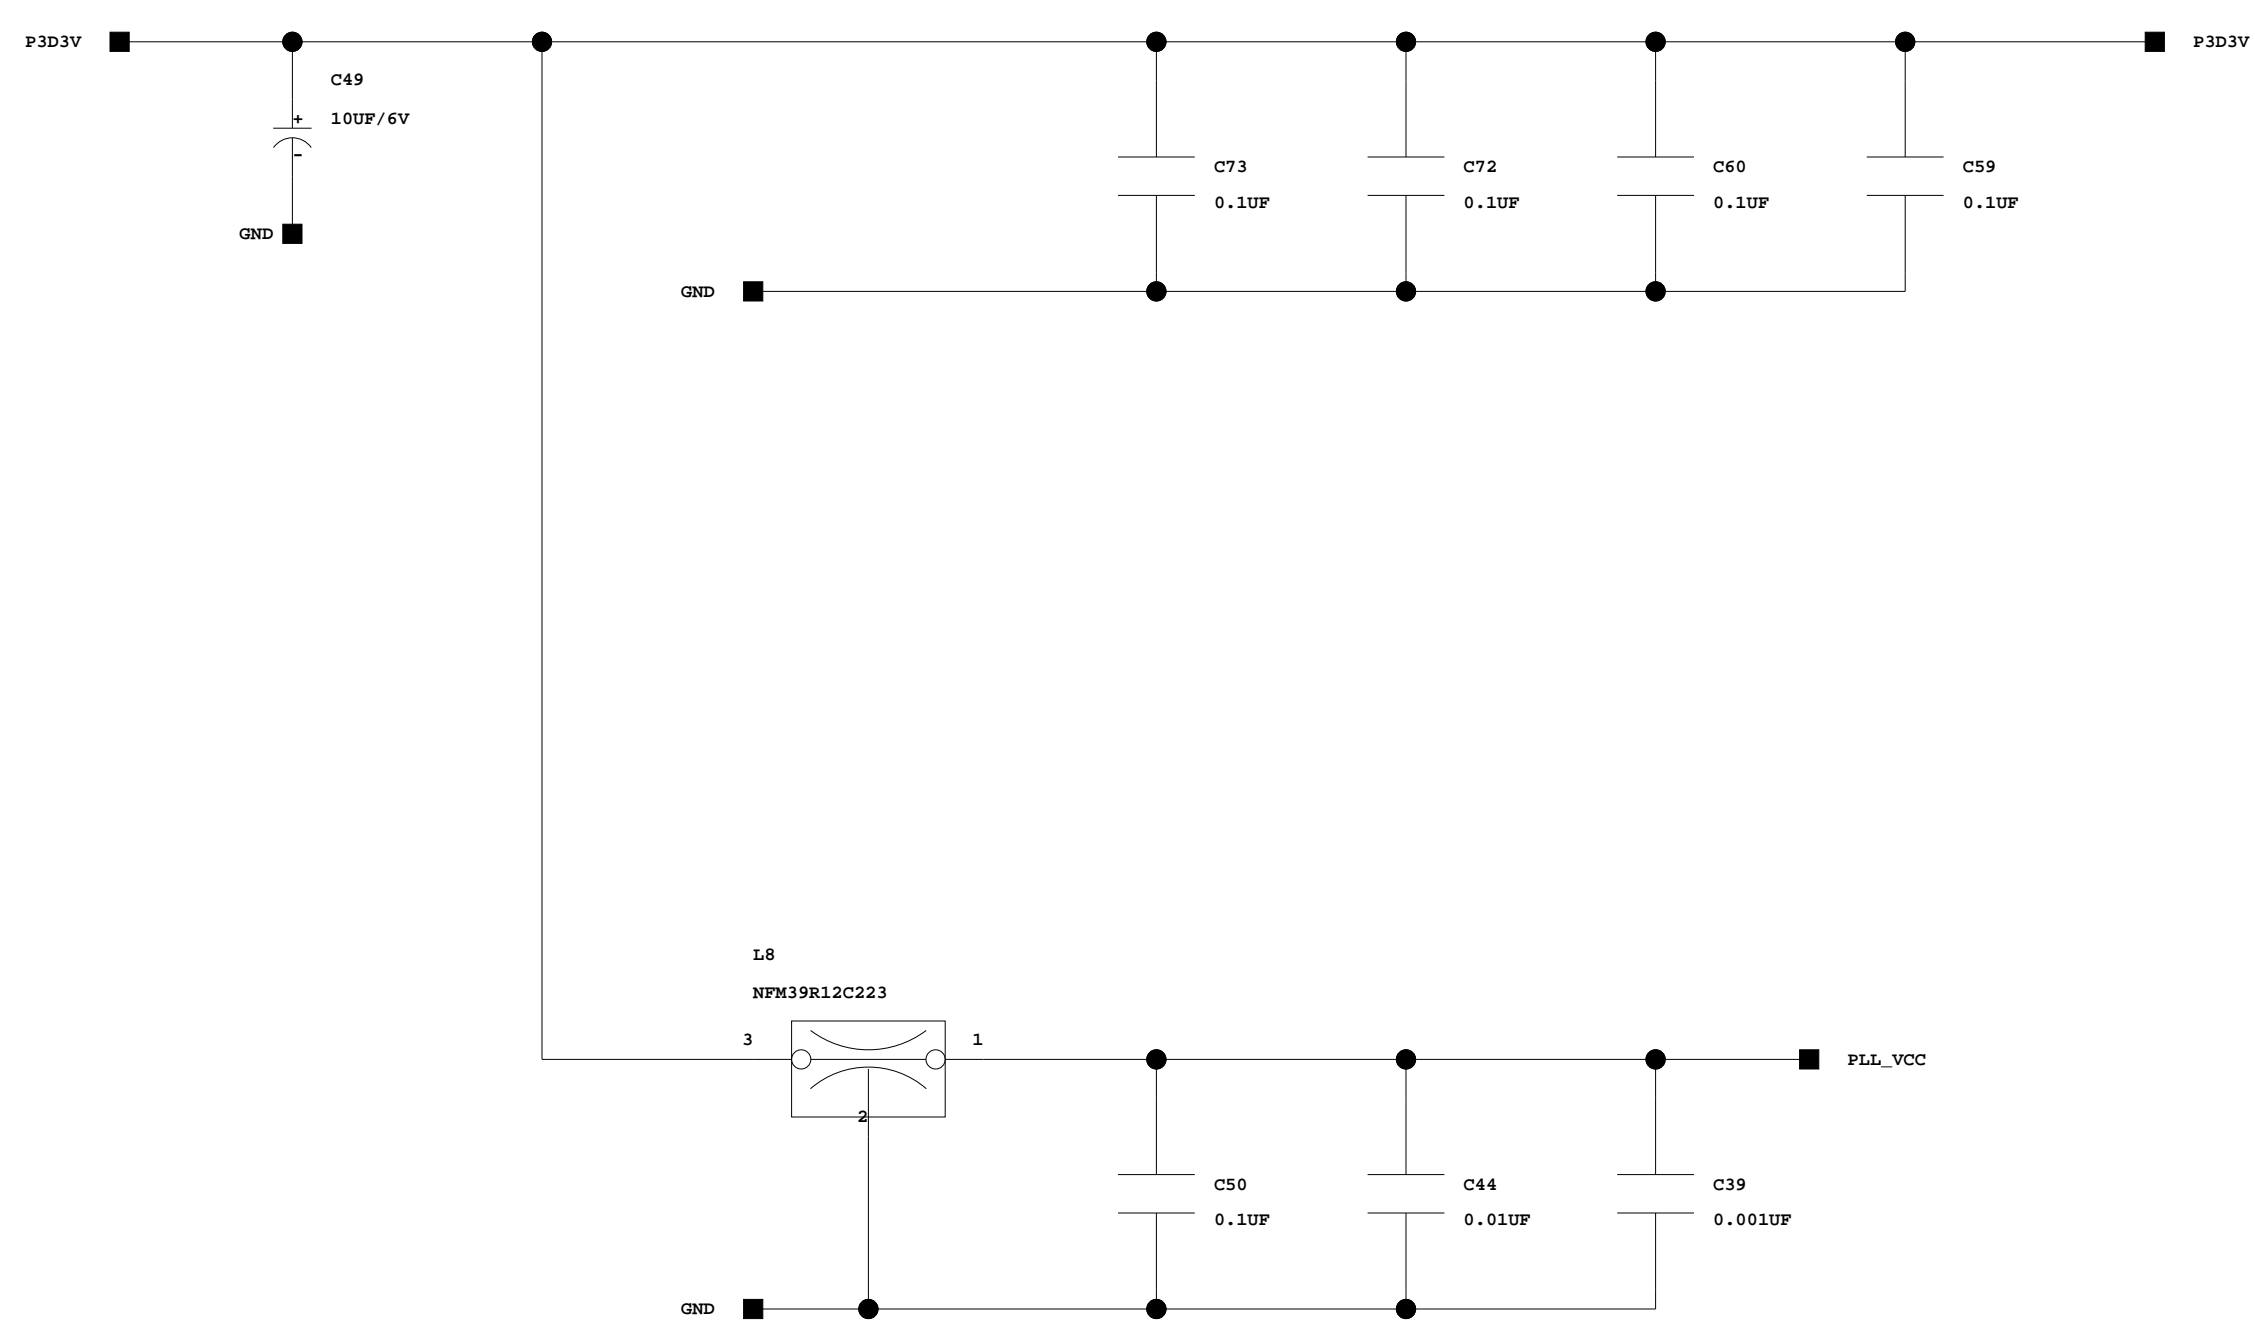 P3D3V
P3D3V
C49
+
10UF/6V
-
GND
C73
C72
C60
C59
0.1UF
0.1UF
0.1UF
0.1UF
GND
L8
NFM39R12C223
3
1
PLL_VCC
2
C50
C44
C39
0.1UF
0.01UF
0.001UF
GND